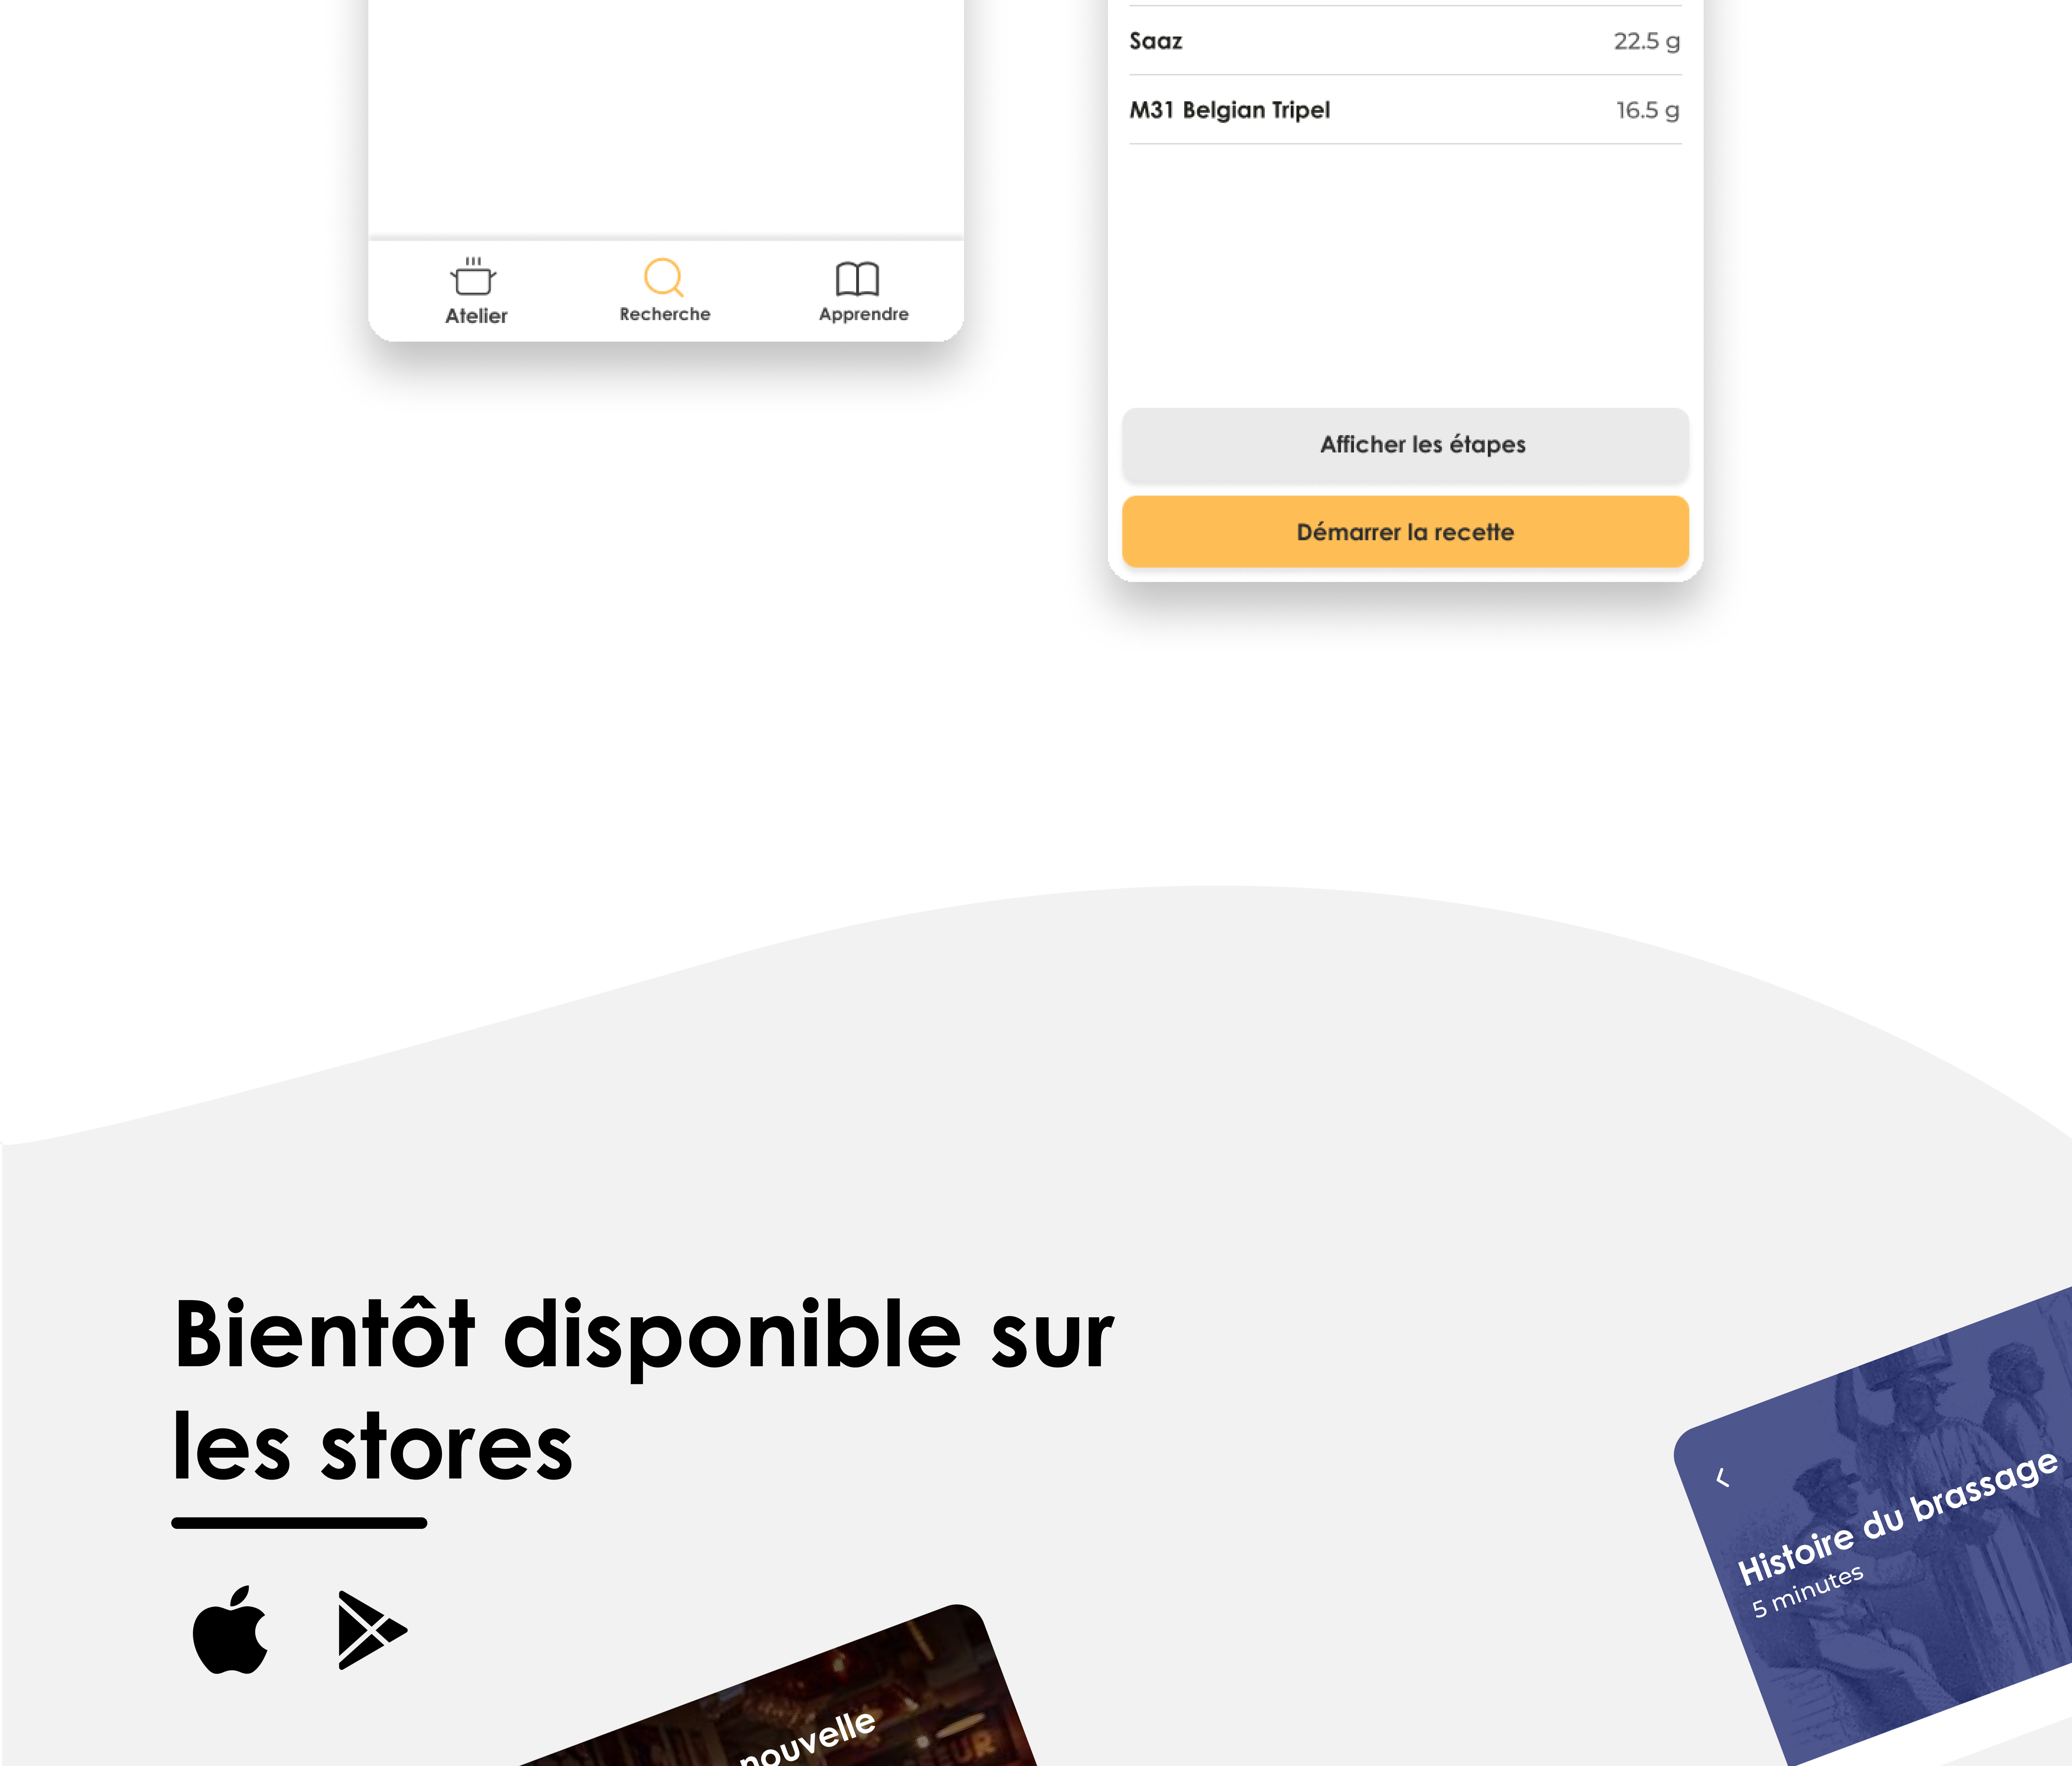 Saaz 22.5 g
M31 Belgian Tripel 16.5 g
Atelier Recherche Apprendre
Afficher les étapes
Démarrer la recette
Bientôt disponible sur
les stores
Histoire du brassage
5 minutes
nouvelle